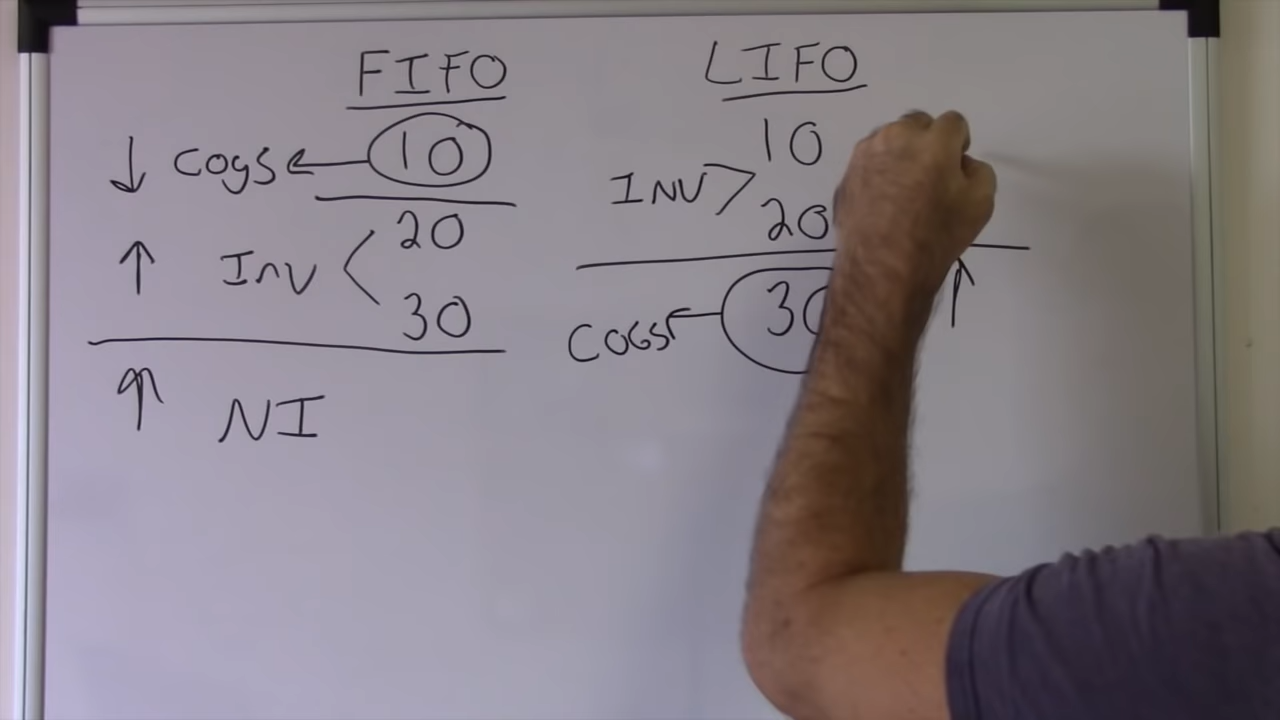 FIFO
↓ COGS ← 10
20
↑ Inv <
30
↑ NI
LIFO
10
INV >
20
COGS ← 30 ↑